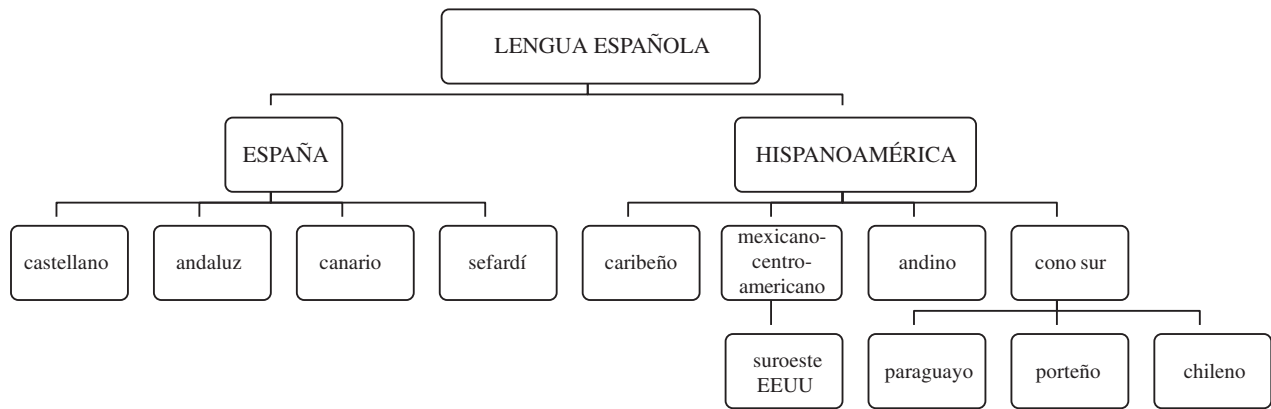 LENGUA ESPAÑOLA
ESPAÑA
HISPANOAMÉRICA
castellano
andaluz
canario
sefardí
caribeño
mexicano-
centro-
americano
andino
cono sur
suroeste
EEUU
paraguayo
porteño
chileno